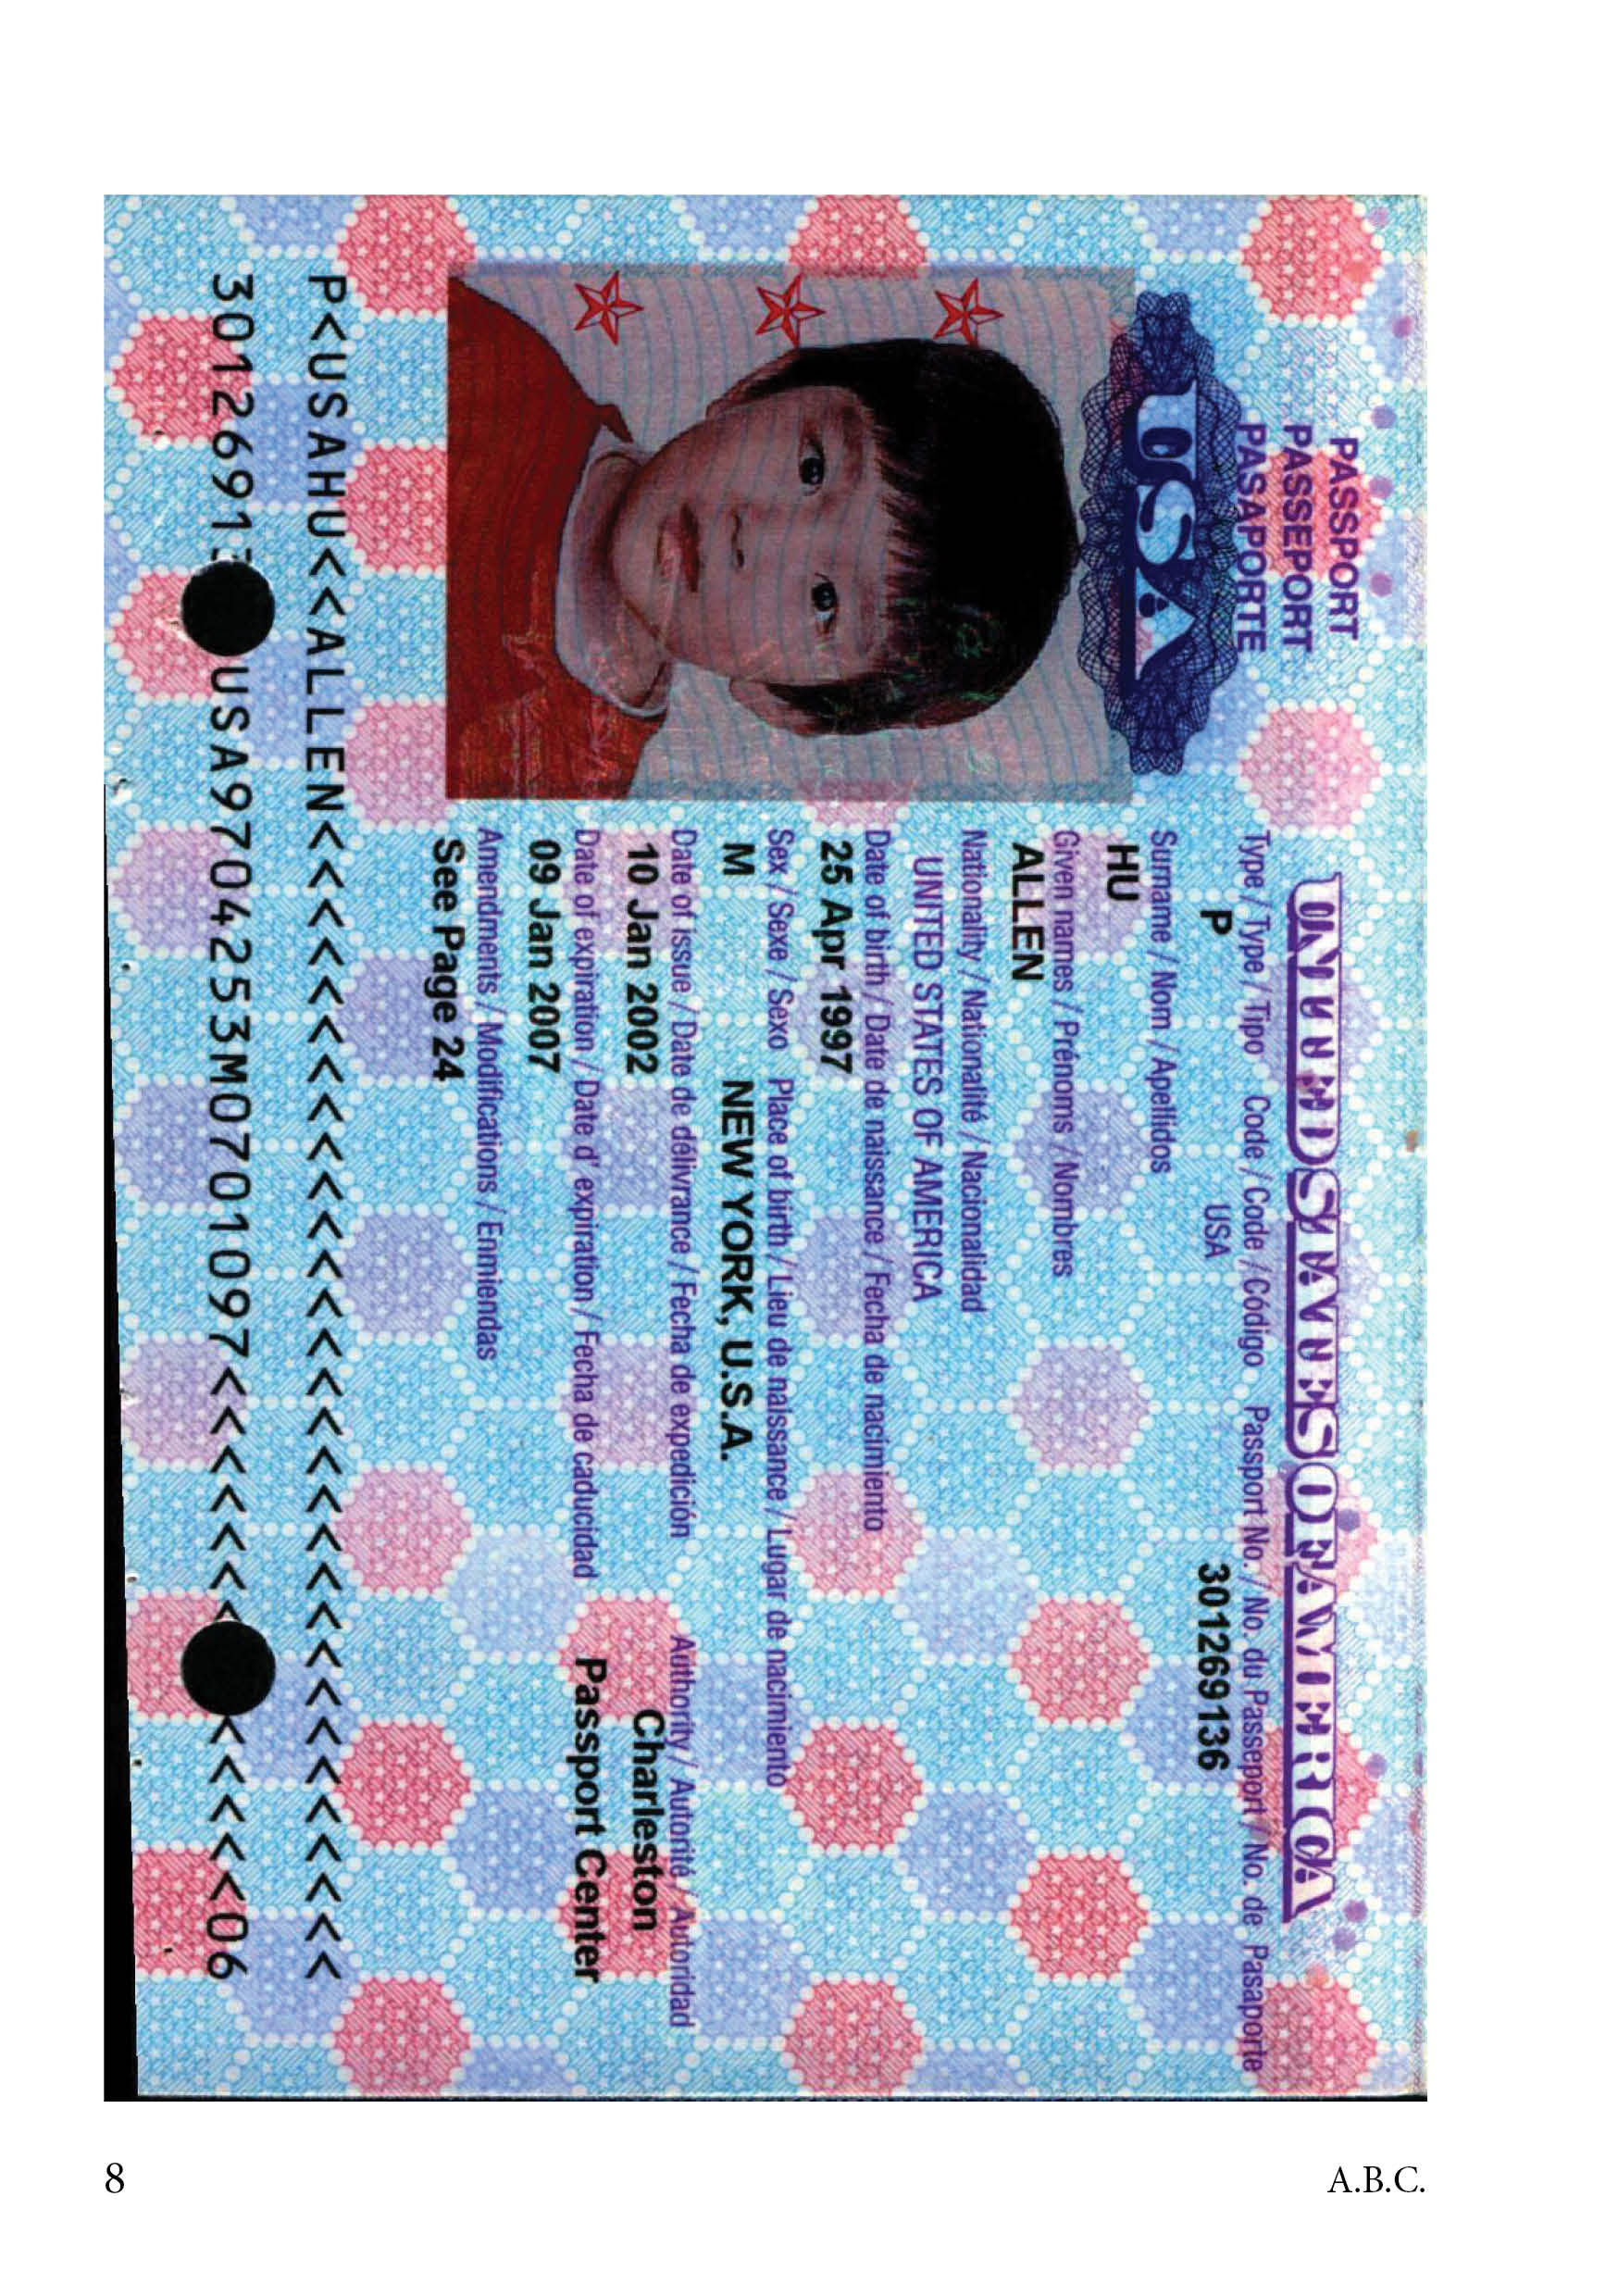 PASSPORT
PASSEPORT
PASAPORTE
USA
UNITED STATES OF AMERICA
Type / Type / Tipo Code / Code / Código Passport No. / No. du Passeport / No. de Pasaporte
P USA 301269136
Surname / Nom / Apellidos
HU
Given names / Prénoms / Nombres
ALLEN
Nationality / Nationalité / Nacionalidad
UNITED STATES OF AMERICA
Date of birth / Date de naissance / Fecha de nacimiento
25 Apr 1997
Sex / Sexe / Sexo Place of birth / Lieu de naissance / Lugar de nacimiento
M NEW YORK, U.S.A.
Date of issue / Date de délivrance / Fecha de expedición Authority / Autorité / Autoridad
10 Jan 2002 Charleston
Date of expiration / Date d' expiration / Fecha de caducidad Passport Center
09 Jan 2007
Amendments / Modifications / Enmiendas
See Page 24
P<USAHU<<ALLEN<<<<<<<<<<<<<<<<<<<<<<<<<<<<<<
3012691 USA9704253M0701097<<<<<<< <<<<<06
8 A.B.C.